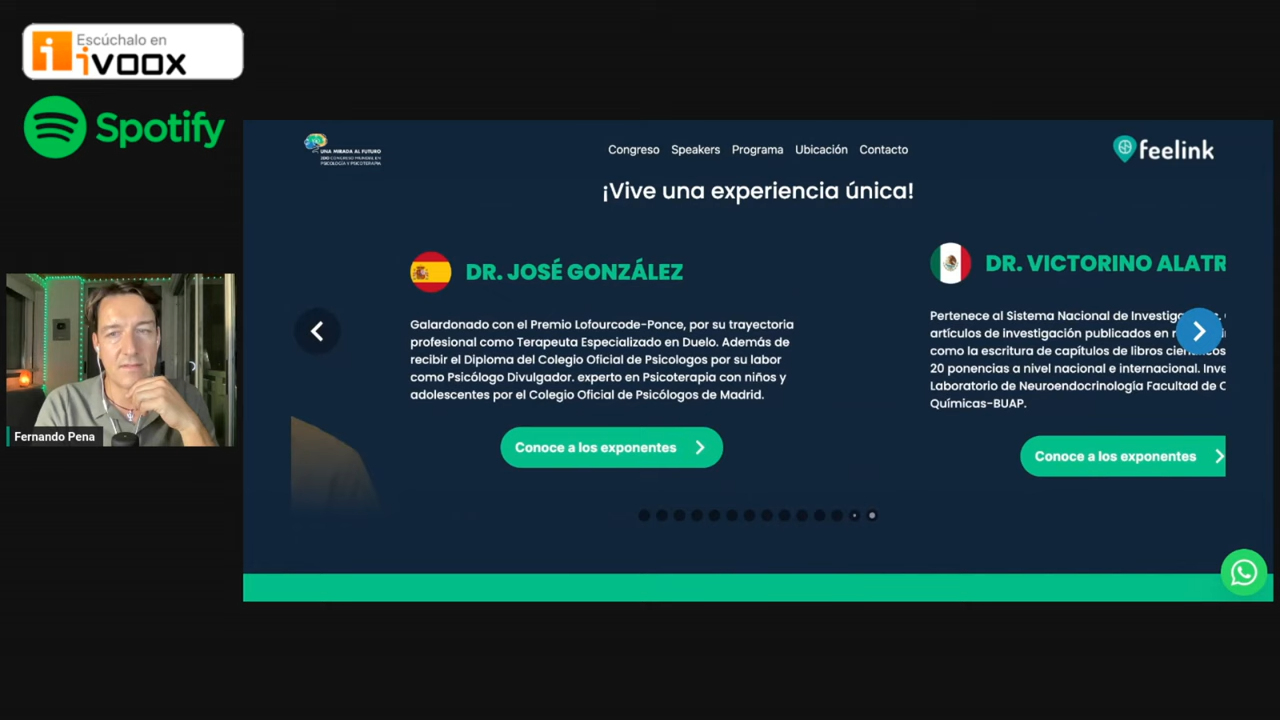 Escúchalo en
iVOOX
Spotify
UNA MIRADA AL FUTURO
Congreso Speakers Programa Ubicación Contacto
feelink
¡Vive una experiencia única!
DR. JOSÉ GONZÁLEZ
Galardonado con el Premio Lofourcode-Ponce, por su trayectoria
profesional como Terapeuta Especializado en Duelo. Además de
recibir el Diploma del Colegio Oficial de Psicologos por su labor
como Psicólogo Divulgador. experto en Psicoterapia con niños y
adolescentes por el Colegio Oficial de Psicólogos de Madrid.
Conoce a los exponentes
DR. VICTORINO ALATR
Pertenece al Sistema Nacional de
artículos de investigación publicados en
como la escritura de capítulos de libros
20 ponencias a nivel nacional e internacional. Inve
Laboratorio de Neuroendocrinología Facultad de C
Químicas-BUAP.
Conoce a los exponentes
Fernando Pena